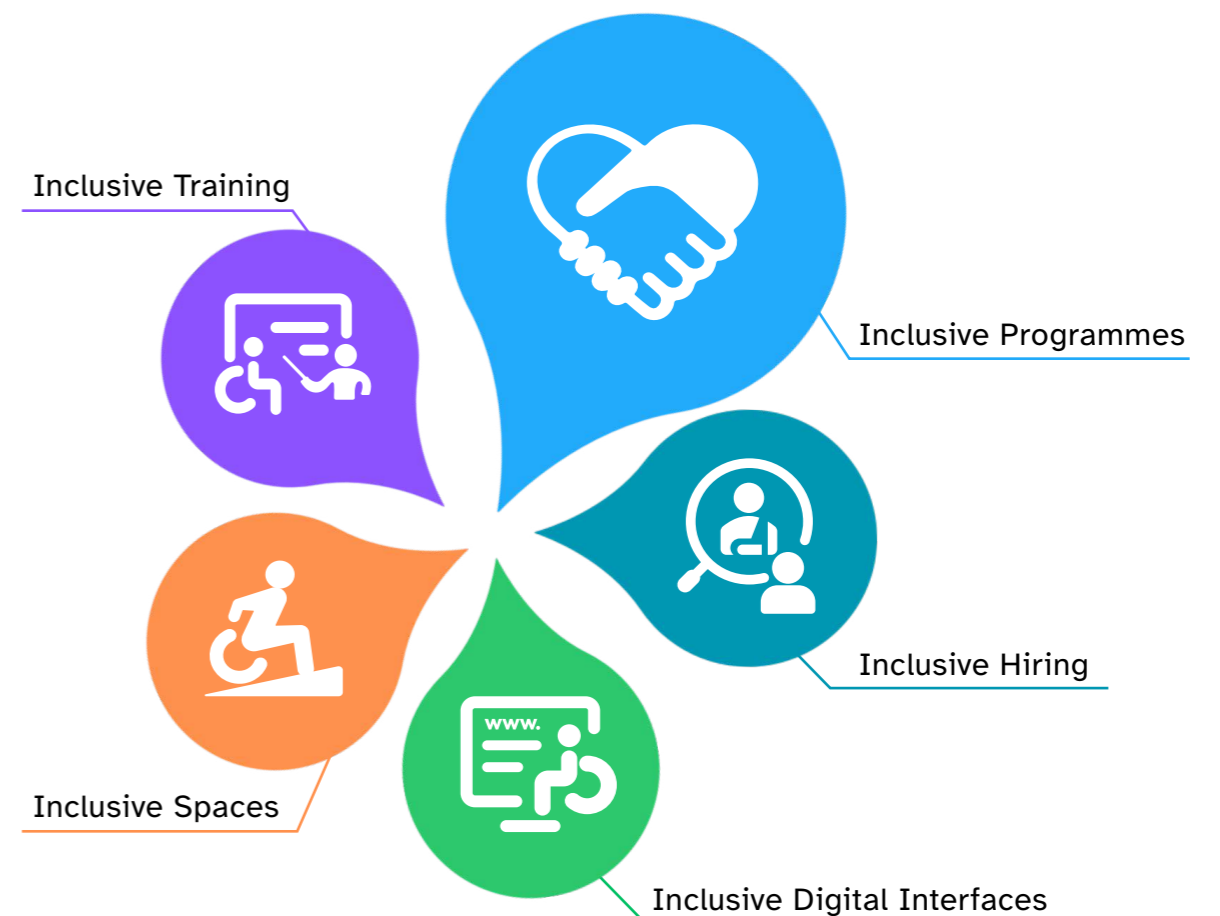 Inclusive Training
Inclusive Programmes
Inclusive Hiring
www.
Inclusive Spaces
Inclusive Digital Interfaces